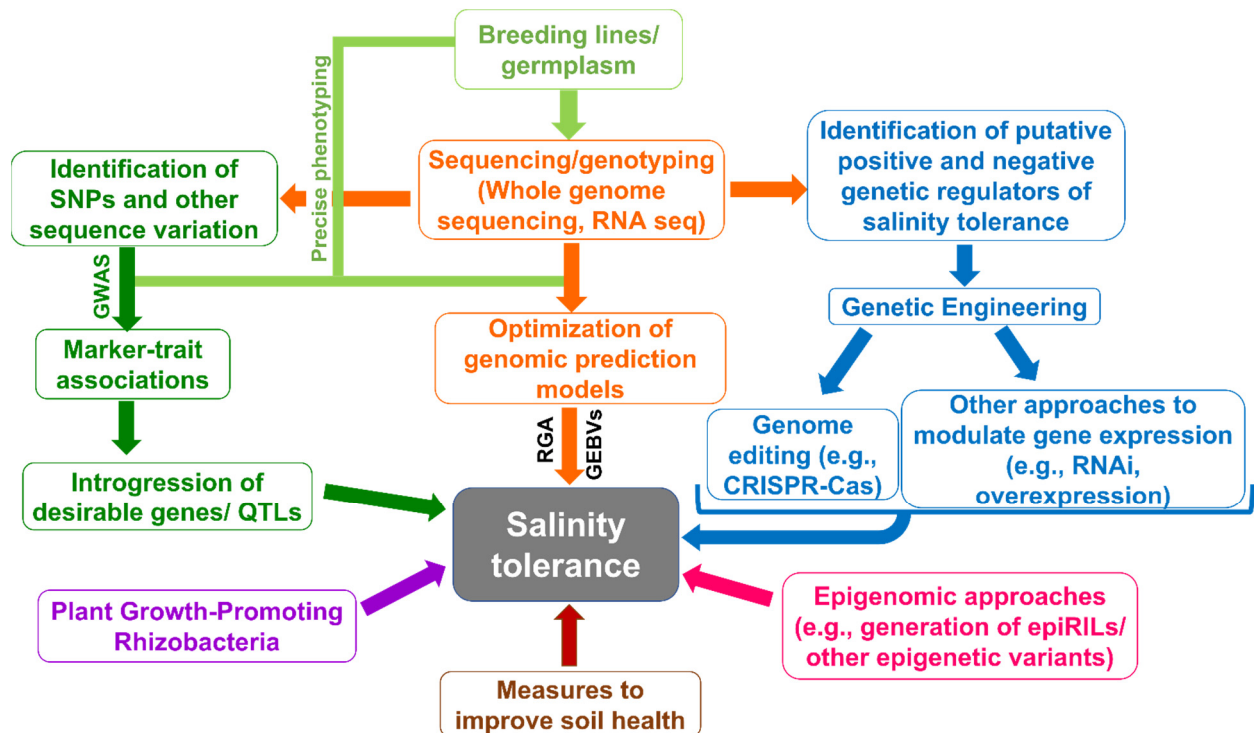 Breeding lines/
germplasm
Precise phenotyping
Identification of
SNPs and other
sequence variation
Sequencing/genotyping
(Whole genome
sequencing, RNA seq)
Identification of putative
positive and negative
genetic regulators of
salinity tolerance
GWAS
Genetic Engineering
Marker-trait
associations
Optimization of
genomic prediction
models
RGA
GEBVs
Genome
editing (e.g.,
CRISPR-Cas)
Other approaches to
modulate gene expression
(e.g., RNAi,
overexpression)
Introgression of
desirable genes/ QTLs
Salinity
tolerance
Plant Growth-Promoting
Rhizobacteria
Epigenomic approaches
(e.g., generation of epiRILs/
other epigenetic variants)
Measures to
improve soil health